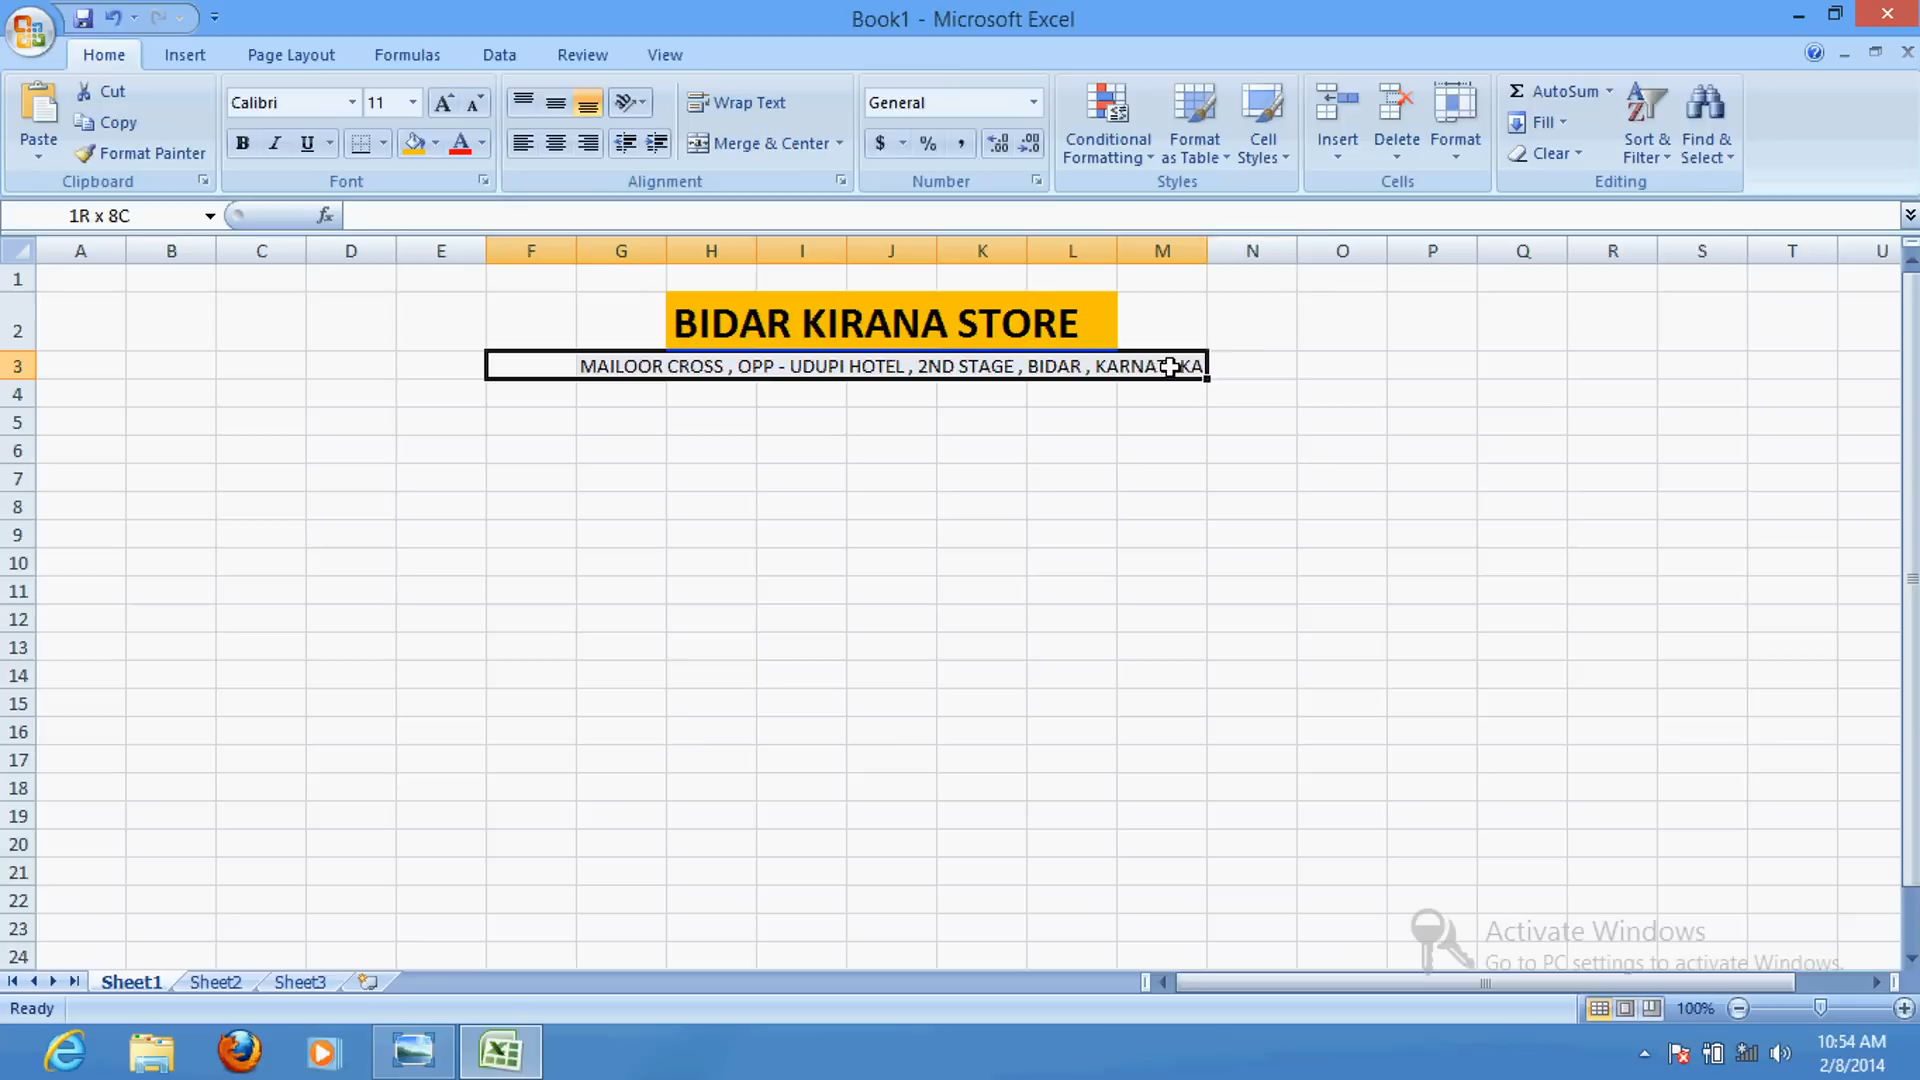 Book1 - Microsoft Excel
Home Insert Page Layout Formulas Data Review View
Paste
Cut
Copy
Format Painter
Clipboard
Calibri 11
B I U
Font
Wrap Text
Merge & Center
Alignment
General
$ % ,
Number
Conditional Formatting
Format as Table
Cell Styles
Styles
Insert Delete Format
Cells
Σ AutoSum
Fill
Clear
Sort & Filter
Find & Select
Editing
1R x 8C fx
A B C D E F G H I J K L M N O P Q R S T U
1
2 BIDAR KIRANA STORE
3 MAILOOR CROSS , OPP - UDUPI HOTEL , 2ND STAGE , BIDAR , KARNATAKA
4
5
6
7
8
9
10
11
12
13
14
15
16
17
18
19
20
21
22
23
24
Activate Windows
Go to PC settings to activate Windows.
Sheet1 Sheet2 Sheet3
Ready 100%
10:54 AM
2/8/2014